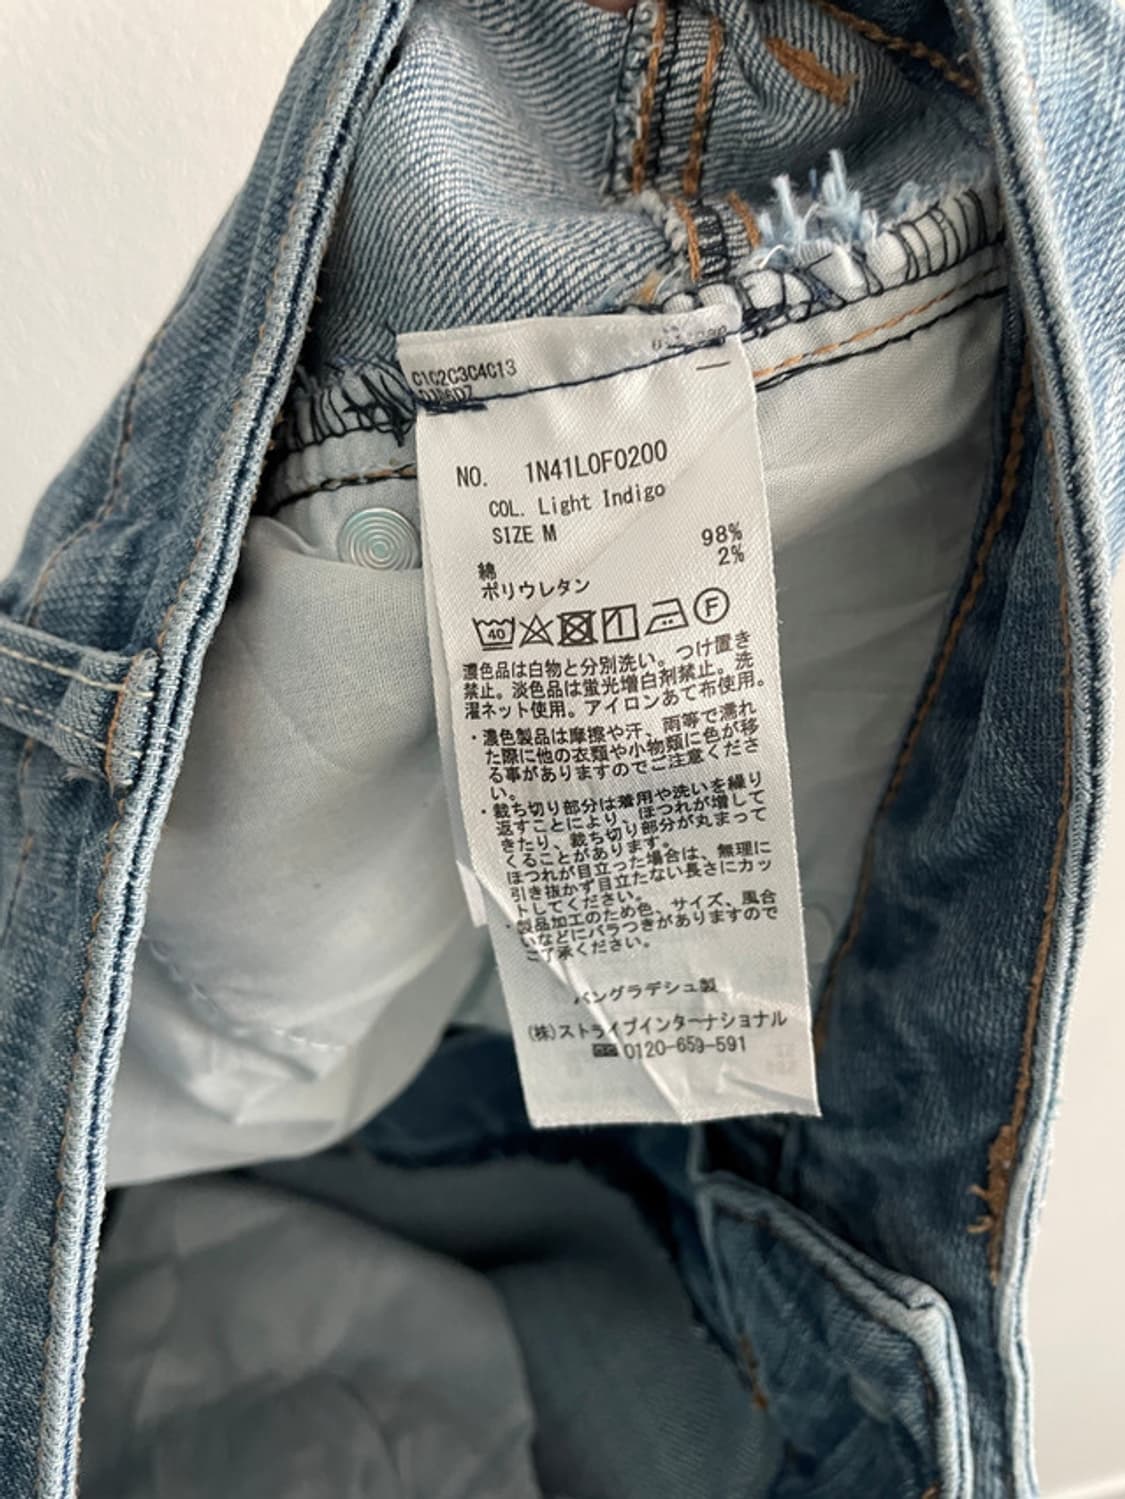 C1C2C3C4C13
NO. 1N41L0F0200
COL. Light Indigo
SIZE M
綿 98%
ポリウレタン 2%
40 F
濃色品は白物と分別洗い。つけ置き
禁止。淡色品は蛍光増白剤禁止。洗
濯ネット使用。アイロンあて布使用。
・濃色製品は摩擦や汗、雨等で濡れ
た際に他の衣類や小物類に色が移
る事がありますのでご注意くださ
い。
・裁ち切り部分は着用や洗いを繰り
返すことにより、ほつれが増して
きたり、裁ち切り部分が丸まって
くることがあります。
ほつれが目立った場合は、無理に
引き抜かず目立たない長さにカッ
トしてください。
・製品加工のため色、サイズ、風合
いなどにバラつきがありますので
ご了承ください。
バングラデシュ製
(株)ストライプインターナショナル
0120-659-591